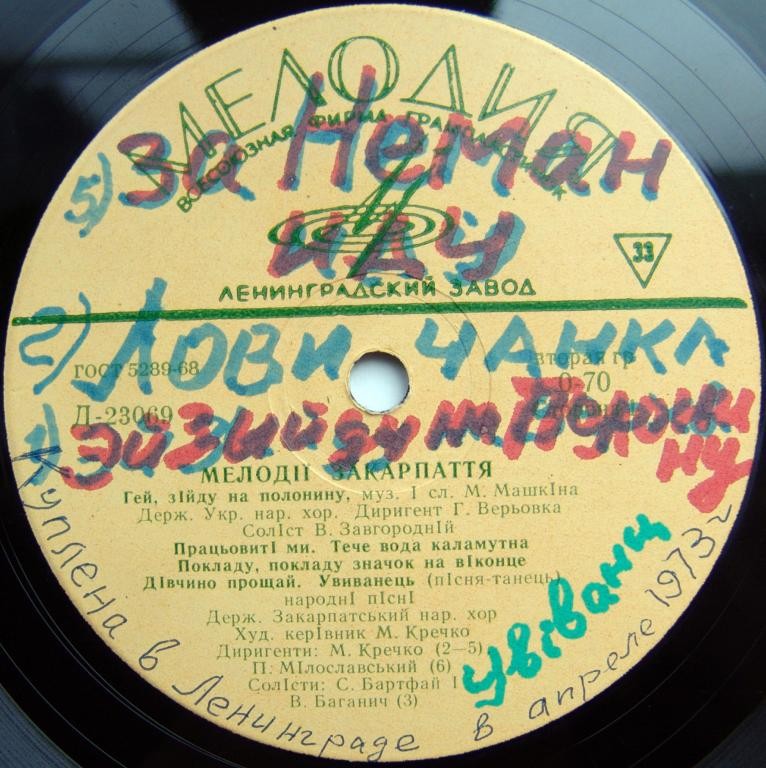 МЕЛОДИЯ
ВСЕСОЮЗНАЯ ФИРМА ГРАМПЛАСТИНОК
5) За Неман
иду
33
ЛЕНИНГРАДСКИЙ ЗАВОД
2) Лови чанка
ГОСТ 5289-68
вторая гр
0-70
Д-23069
1) Эй Зийду на Перонину
МЕЛОДІЇ ЗАКАРПАТТЯ
Гей, зійду на полонину, муз. і сл. М. Машкіна
Держ. Укр. нар. хор. Диригент Г. Верьовка
Соліст В. Завгородній
Працьовиті ми. Тече вода каламутна
Покладу, покладу значок на віконце
Дівчино прощай. Увиванець (пісня-танець)
народні пісні
Держ. Закарпатський нар. хор
Худ. керівник М. Кречко
Диригенти: М. Кречко (2—5)
П. Мілославський (6)
Солісти: С. Бартфай
В. Баганич (3)
Увіванц
Куплена в Ленинграде в апреле 1973г